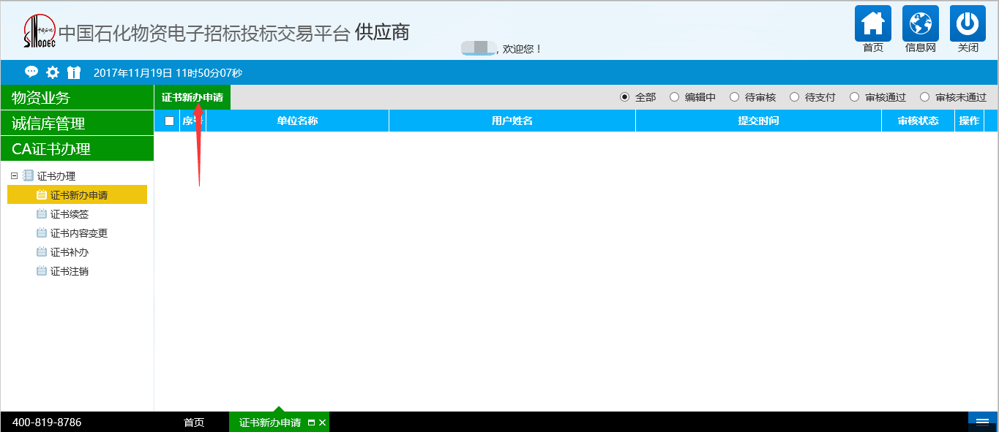 SINOPEC
中国石化物资电子招标投标交易平台 供应商
, 欢迎您！
首页 信息网 关闭
2017年11月19日 11时50分07秒
物资业务
诚信库管理
CA证书办理
证书办理
证书新办申请
证书续签
证书内容变更
证书补办
证书注销
证书新办申请 全部 编辑中 待审核 待支付 审核通过 审核未通过
序号 单位名称 用户姓名 提交时间 审核状态 操作
400-819-8786 首页 证书新办申请